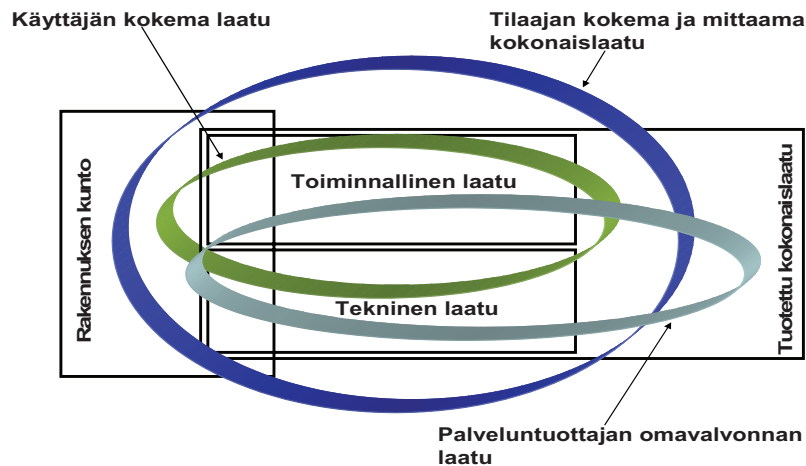 Käyttäjän kokema laatu
Tilaajan kokema ja mittaama
kokonaislaatu
Rakennuksen kunto
Toiminnallinen laatu
Tekninen laatu
Tuotettu kokonaislaatu
Palveluntuottajan omavalvonnan
laatu